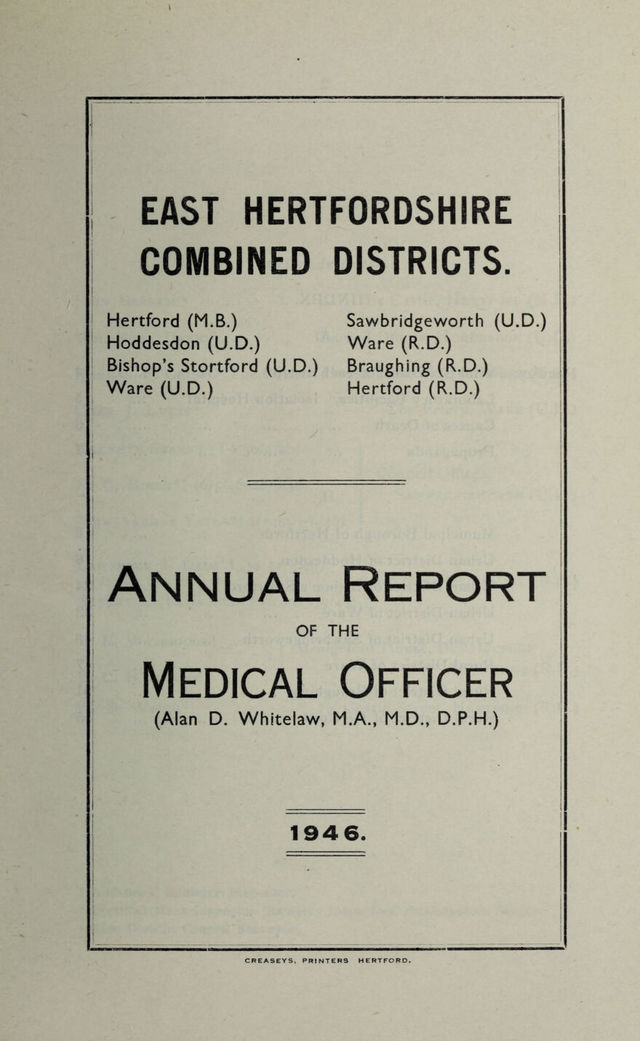 EAST HERTFORDSHIRE
COMBINED DISTRICTS.
Hertford (M.B.)
Hoddesdon (U.D.)
Bishop's Stortford (U.D.)
Ware (U.D.)
Sawbridgeworth (U.D.)
Ware (R.D.)
Braughing (R.D.)
Hertford (R.D.)
ANNUAL REPORT
OF THE
MEDICAL OFFICER
(Alan D. Whitelaw, M.A., M.D., D.P.H.)
1946.
CREASEYS, PRINTERS HERTFORD.